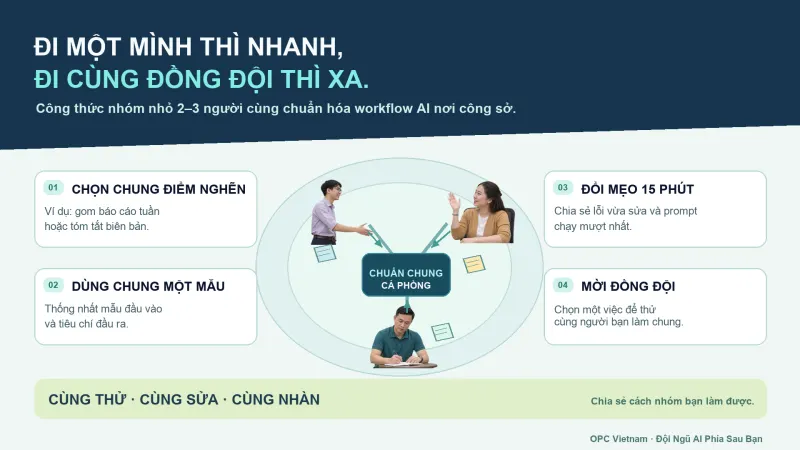 ĐI MỘT MÌNH THÌ NHANH,
ĐI CÙNG ĐỒNG ĐỘI THÌ XA.
Công thức nhóm nhỏ 2–3 người cùng chuẩn hóa workflow AI nơi công sở.
01 CHỌN CHUNG ĐIỂM NGHẼN
Ví dụ: gom báo cáo tuần
hoặc tóm tắt biên bản.
02 DÙNG CHUNG MỘT MẪU
Thống nhất mẫu đầu vào
và tiêu chí đầu ra.
CHUẨN CHUNG
CẢ PHÒNG
03 ĐỔI MẸO 15 PHÚT
Chia sẻ lỗi vừa sửa và prompt
chạy mượt nhất.
04 MỜI ĐỒNG ĐỘI
Chọn một việc để thử
cùng người bạn làm chung.
CÙNG THỬ · CÙNG SỬA · CÙNG NHÀN
Chia sẻ cách nhóm bạn làm được.
OPC Vietnam · Đội Ngũ AI Phía Sau Bạn